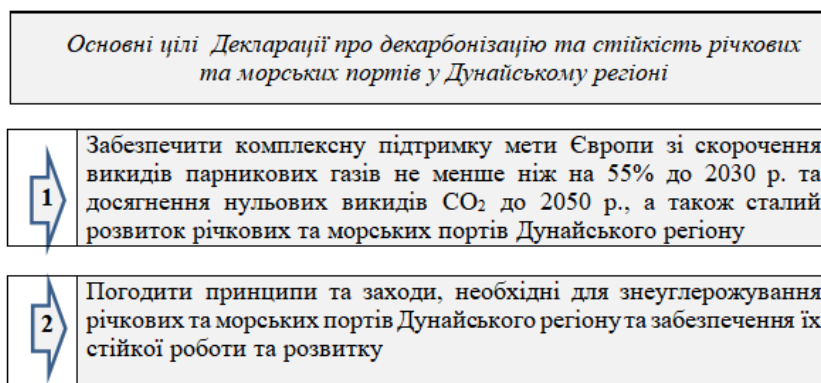 Основні цілі Декларації про декарбонізацію та стійкість річкових
та морських портів у Дунайському регіоні
Забезпечити комплексну підтримку мети Європи зі скорочення
викидів парникових газів не менше ніж на 55% до 2030 р. та
1 досягнення нульових викидів CO₂ до 2050 р., а також сталий
розвиток річкових та морських портів Дунайського регіону
Погодити принципи та заходи, необхідні для знеуглерожування
2 річкових та морських портів Дунайського регіону та забезпечення їх
стійкої роботи та розвитку